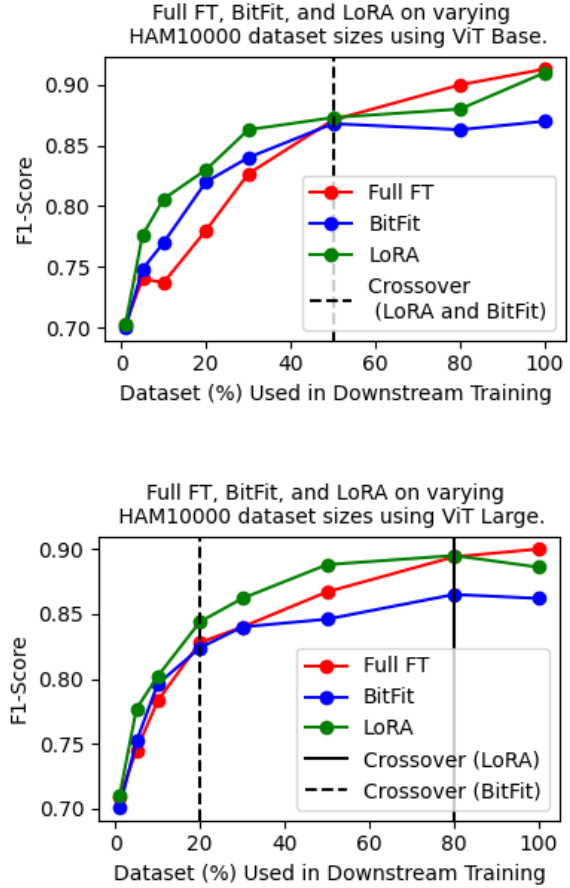 Full FT, BitFit, and LoRA on varying
HAM10000 dataset sizes using ViT Base.
0.90
0.85
0.80
0.75
0.70
F1-Score
Full FT
BitFit
LoRA
Crossover
(LoRA and BitFit)
0 20 40 60 80 100
Dataset (%) Used in Downstream Training
Full FT, BitFit, and LoRA on varying
HAM10000 dataset sizes using ViT Large.
0.90
0.85
0.80
0.75
0.70
F1-Score
Full FT
BitFit
LoRA
Crossover (LoRA)
Crossover (BitFit)
0 20 40 60 80 100
Dataset (%) Used in Downstream Training